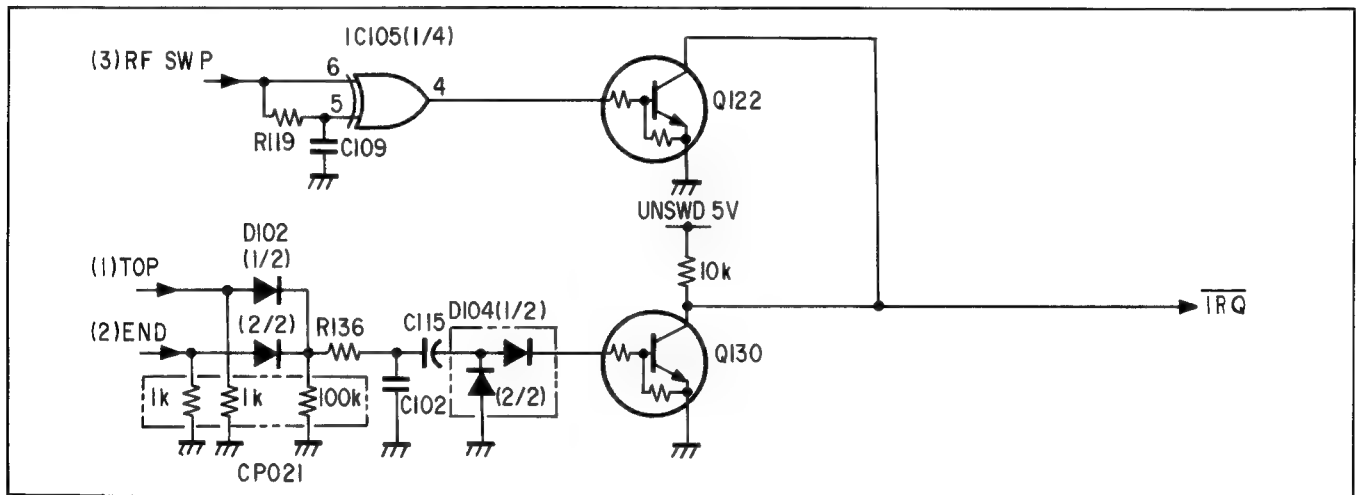 IC105(1/4)
(3)RF SWP
6
4
5
R119
C109
Q122
UNSWD 5V
10k
D102
(1/2)
(1)TOP
(2)END
(2/2)
R136
C115
D104(1/2)
(2/2)
C102
Q130
IRQ
1k
1k
100k
CP021